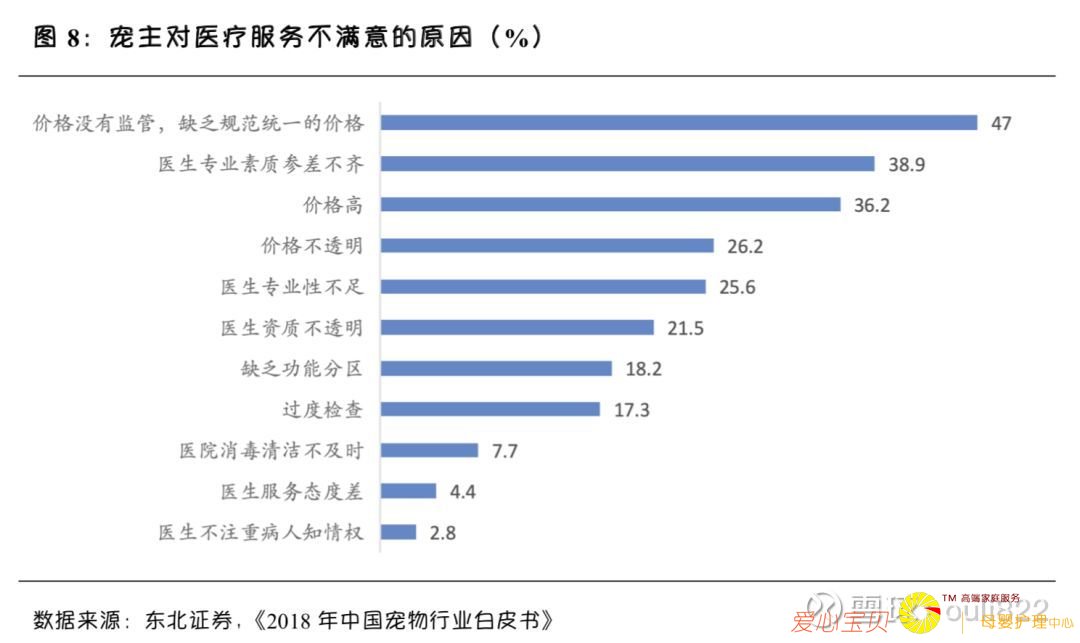 图 8：宠主对医疗服务不满意的原因（%）
价格没有监管，缺乏规范统一的价格 47
医生专业素质参差不齐 38.9
价格高 36.2
价格不透明 26.2
医生专业性不足 25.6
医生资质不透明 21.5
缺乏功能分区 18.2
过度检查 17.3
医院消毒清洁不及时 7.7
医生服务态度差 4.4
医生不注重病人知情权 2.8
数据来源：东北证券，《2018 年中国宠物行业白皮书》
爱心宝贝
TM 高端家庭服务
母婴护理中心